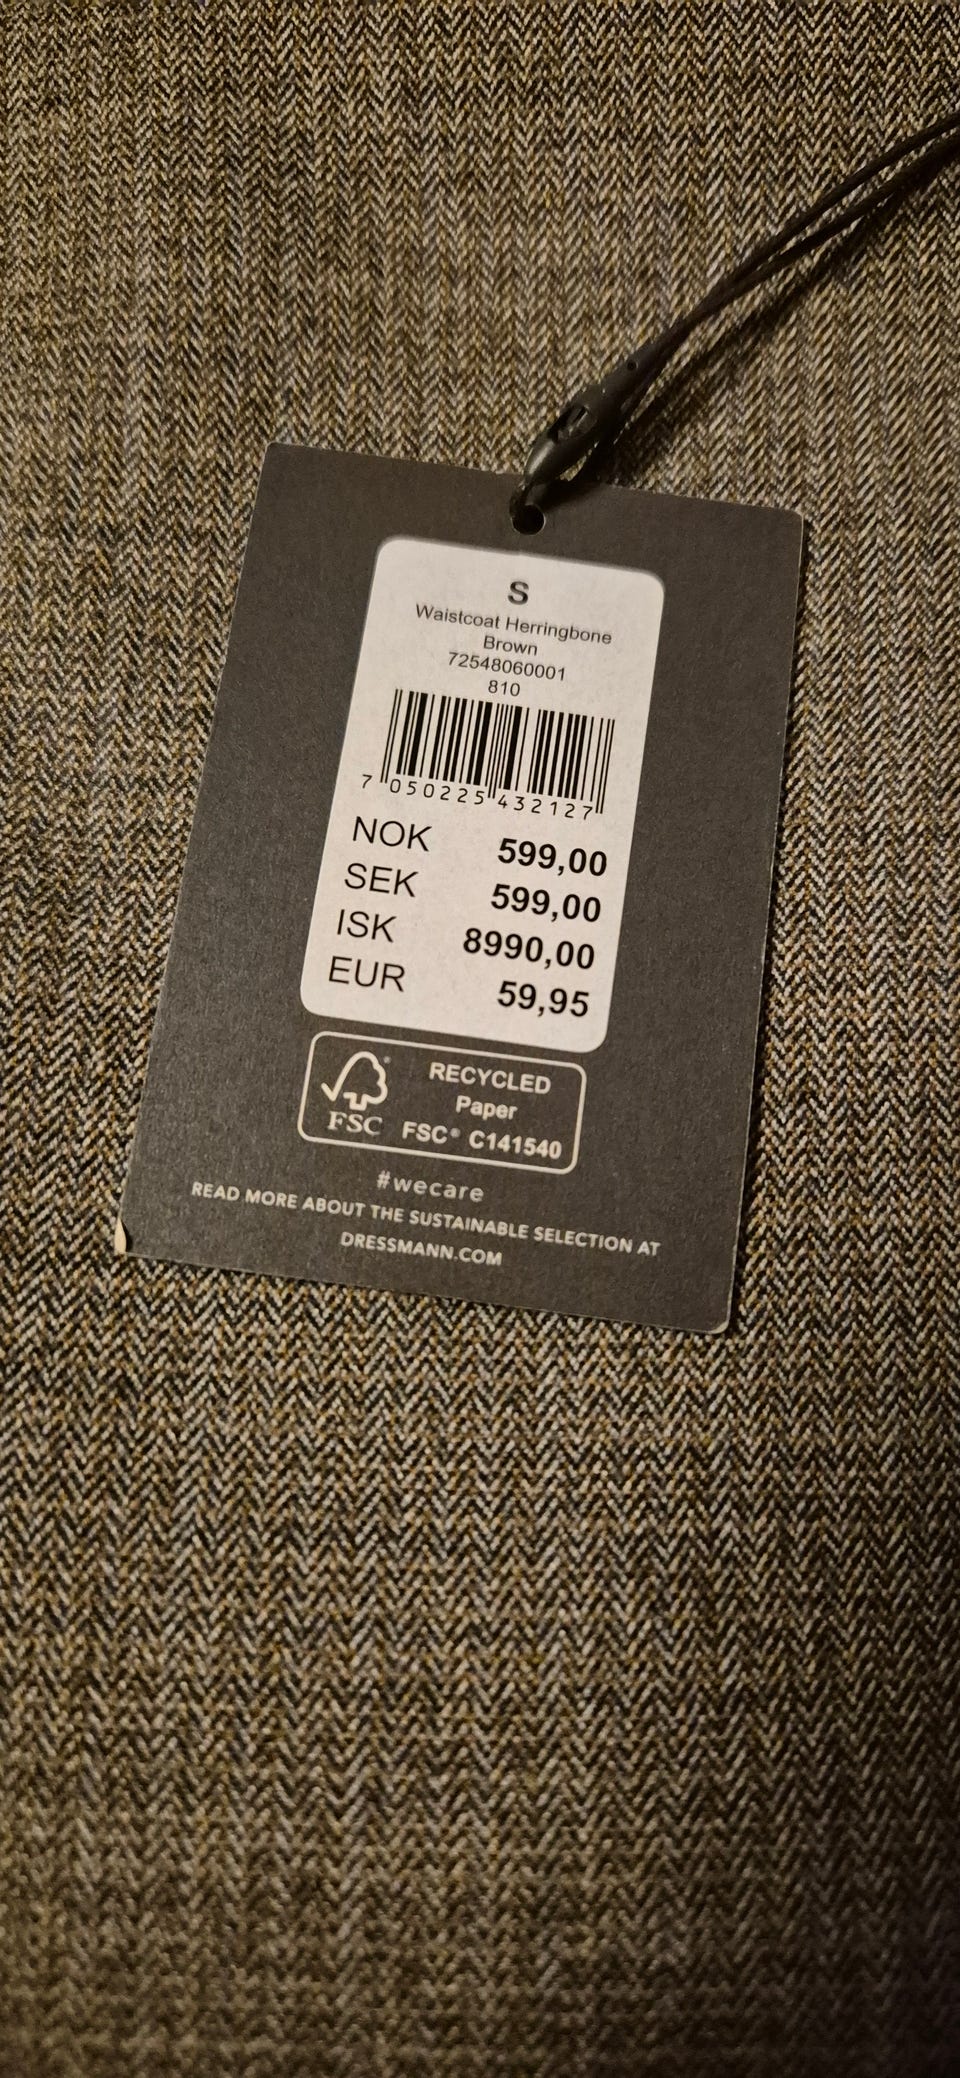 S
Waistcoat Herringbone
Brown
72548060001
810
7 050225 432127
NOK 599,00
SEK 599,00
ISK 8990,00
EUR 59,95
RECYCLED
Paper
FSC FSC® C141540
#wecare
READ MORE ABOUT THE SUSTAINABLE SELECTION AT
DRESSMANN.COM